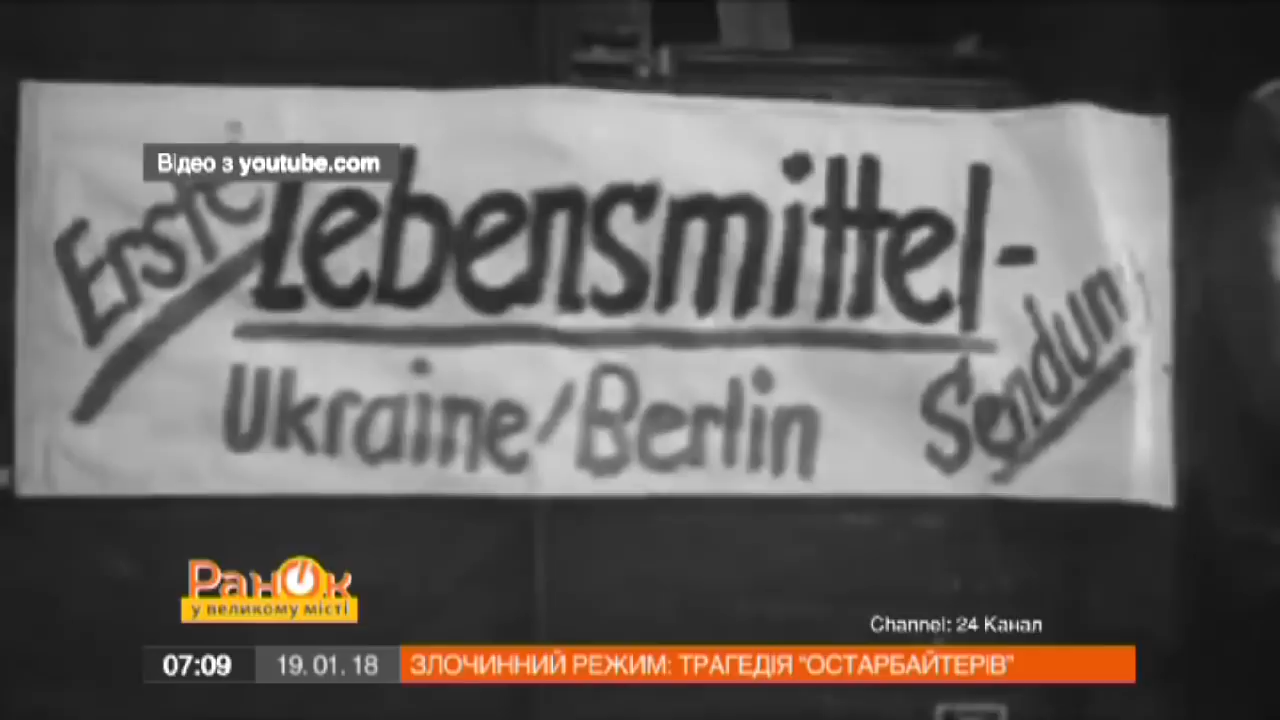 Відео з youtube.com
Erste Lebensmittel-
Sendung
Ukraine/Berlin
Ранок
у великому місті
Channel: 24 Канал
07:09 19. 01. 18 ЗЛОЧИННИЙ РЕЖИМ: ТРАГЕДІЯ "ОСТАРБАЙТЕРІВ"